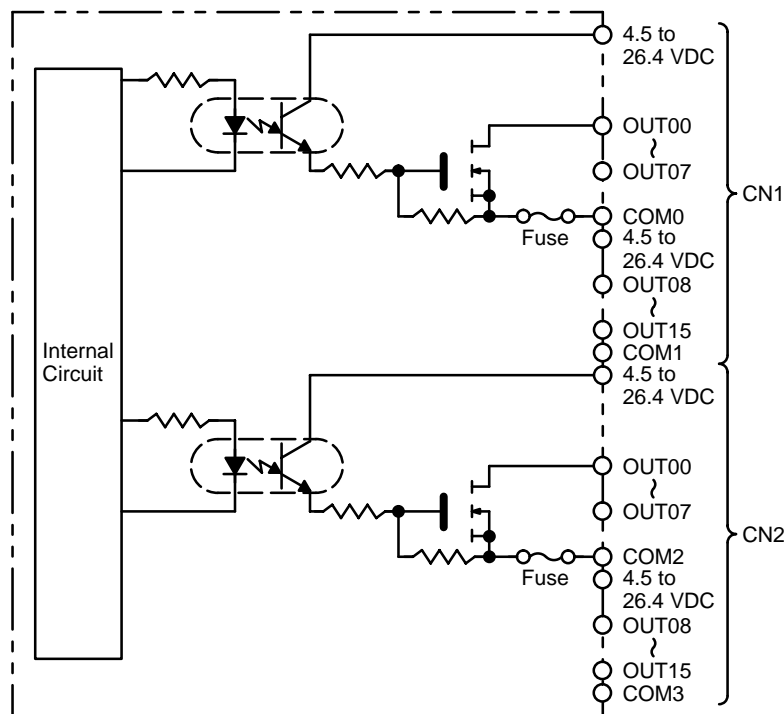 4.5 to
26.4 VDC
OUT00
~
OUT07
CN1
COM0
Fuse
4.5 to
26.4 VDC
OUT08
~
OUT15
COM1
Internal
Circuit
4.5 to
26.4 VDC
OUT00
~
OUT07
CN2
COM2
Fuse
4.5 to
26.4 VDC
OUT08
~
OUT15
COM3